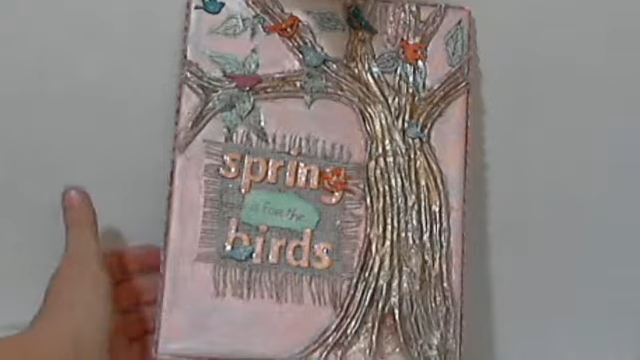 spring
is for the
birds